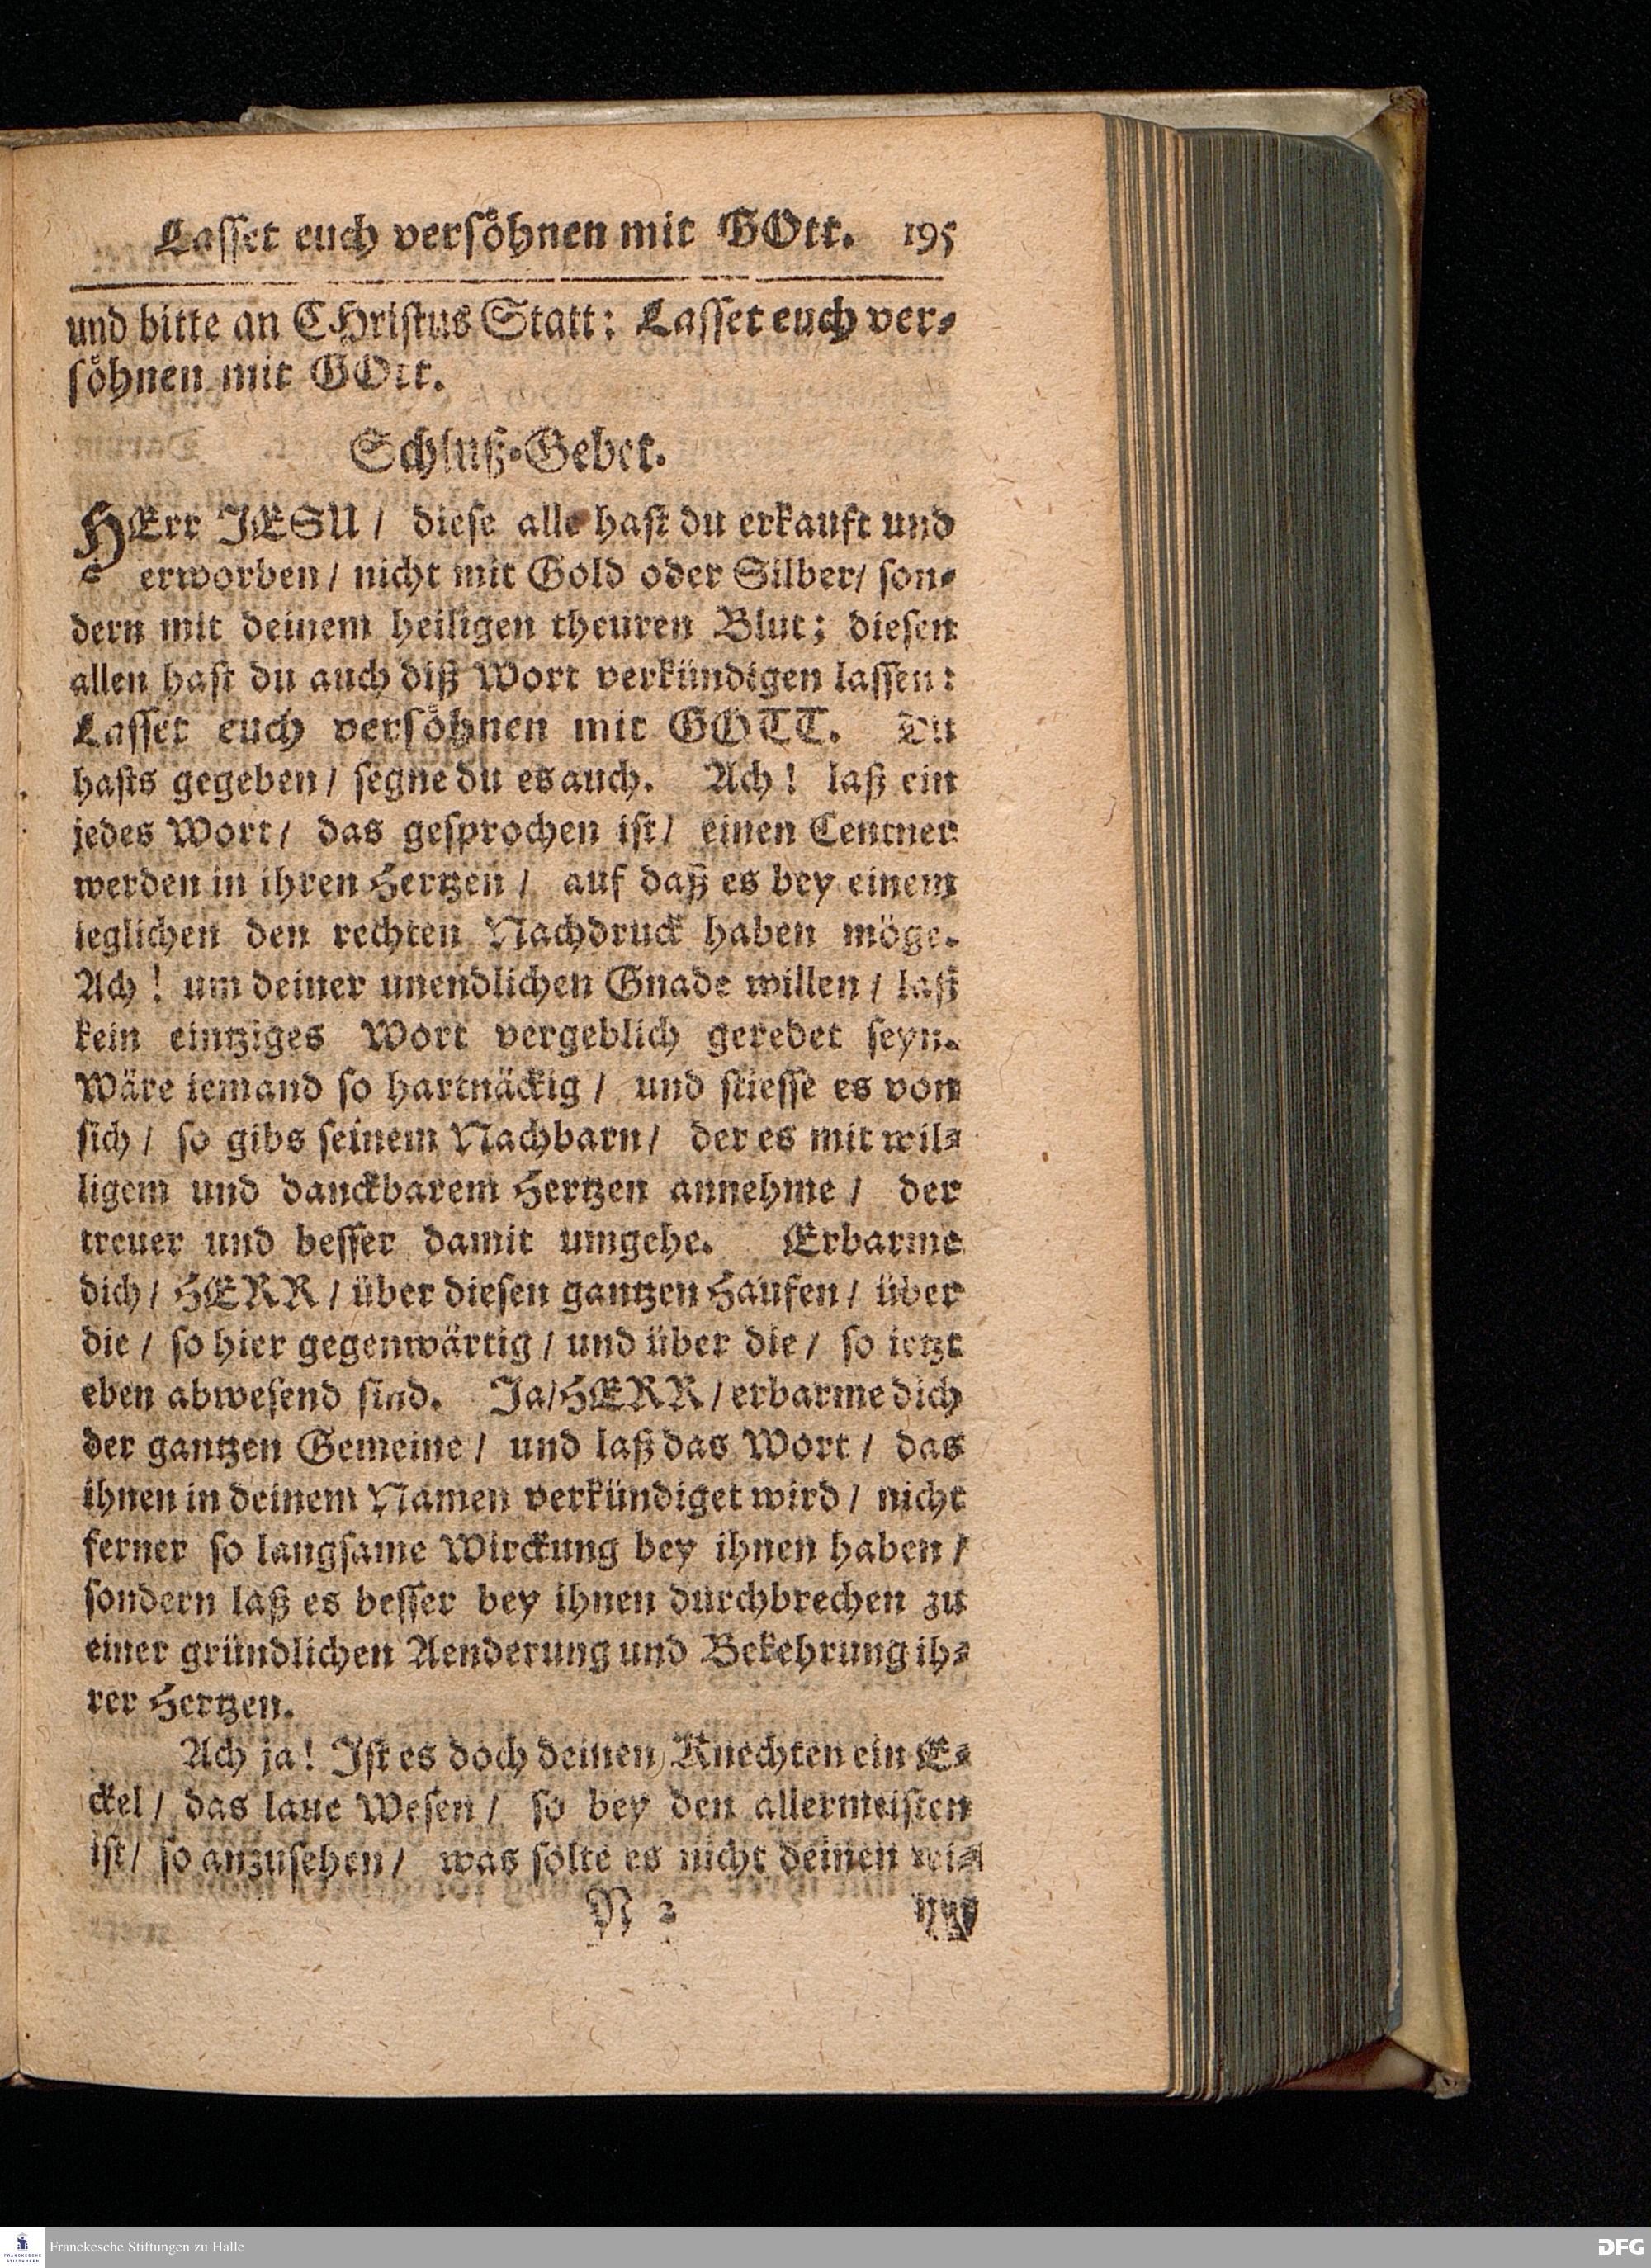 Lasset euch versöhnen mit GOtt. 195
und bitte an CHristus Statt: Lasset euch ver-
söhnen mit GOtt.
Schluß-Gebet.
HErr JESU / diese alle hast du erkauft und
erworben / nicht mit Gold oder Silber / son-
dern mit deinem heiligen theuren Blut; diesen
allen hast du auch diß Wort verkündigen lassen:
Lasset euch versöhnen mit GOTT. Du
hasts gegeben / segne du es auch. Ach! laß ein
jedes Wort / das gesprochen ist / einen Centner
werden in ihren Hertzen / auf daß es bey einem
ieglichen den rechten Nachdruck haben möge.
Ach! um deiner unendlichen Gnade willen / laß
kein eintziges Wort vergeblich geredet seyn.
Wäre iemand so hartnäckig / und stiesse es von
sich / so gibs seinem Nachbarn / der es mit wil-
ligem und danckbarem Hertzen annehme / der
treuer und besser damit umgehe. Erbarme
dich / HERR / über diesen gantzen Haufen / über
die / so hier gegenwärtig / und über die / so ietzt
eben abwesend sind. Ja / HERR / erbarme dich
der gantzen Gemeine / und laß das Wort / das
ihnen in deinem Namen verkündiget wird / nicht
ferner so langsame Wirckung bey ihnen haben /
sondern laß es besser bey ihnen durchbrechen zu
einer gründlichen Aenderung und Bekehrung ih-
rer Hertzen.
Ach ja! Ist es doch deinen Knechten ein E-
ckel / das laue Wesen / so bey den allermeisten
ist / so anzusehen / was solte es nicht deinen rei-
N 2
Franckesche Stiftungen zu Halle
FRANCKESCHE STIFTUNGEN
DFG